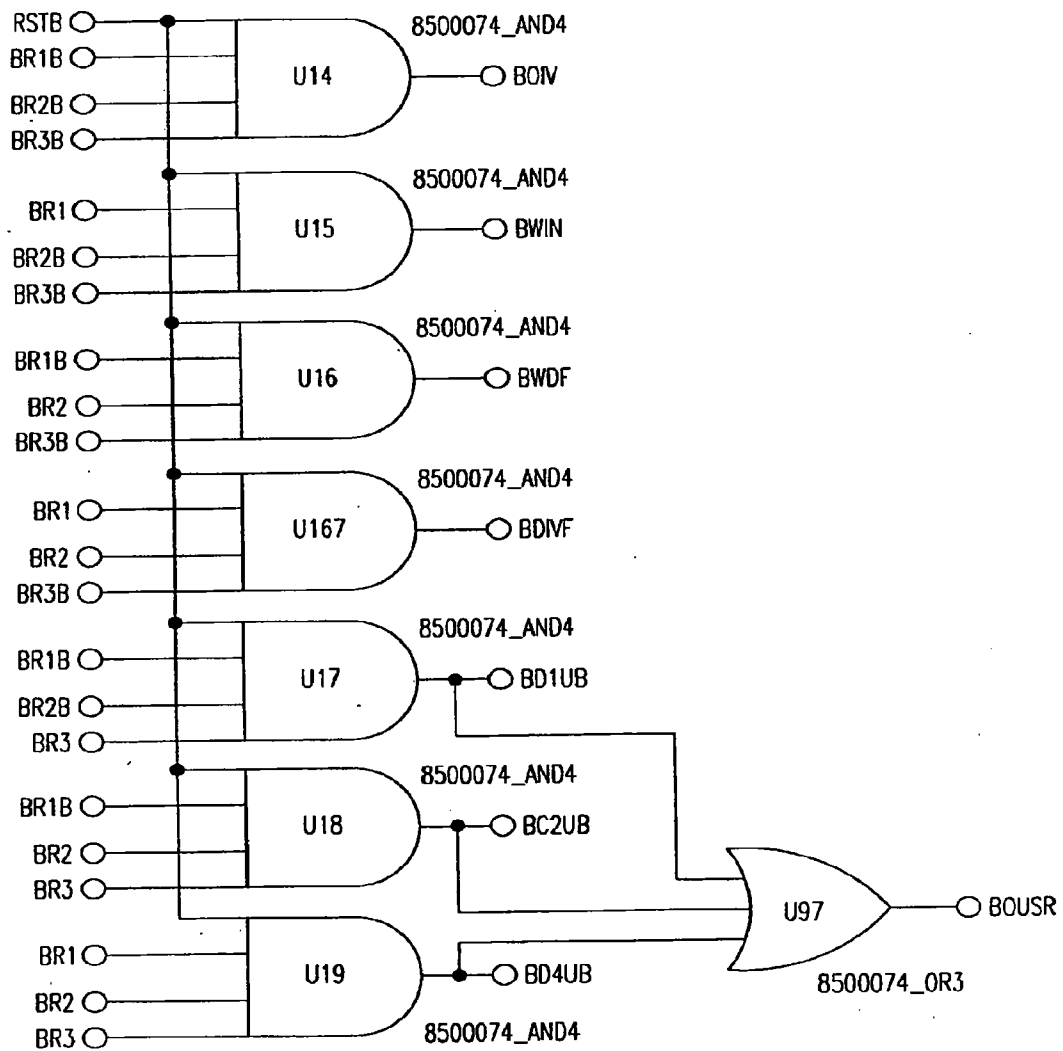 RSTB
8500074_AND4
BR1B
U14
BOIV
BR2B
BR3B
8500074_AND4
BR1
U15
BWIN
BR2B
BR3B
8500074_AND4
BR1B
U16
BWDF
BR2
BR3B
8500074_AND4
BR1
U167
BDIVF
BR2
BR3B
8500074_AND4
BR1B
U17
BD1UB
BR2B
BR3
8500074_AND4
BR1B
U18
BC2UB
BR2
BR3
U97
BOUSR
BR1
U19
BD4UB
8500074_OR3
BR2
BR3
8500074_AND4